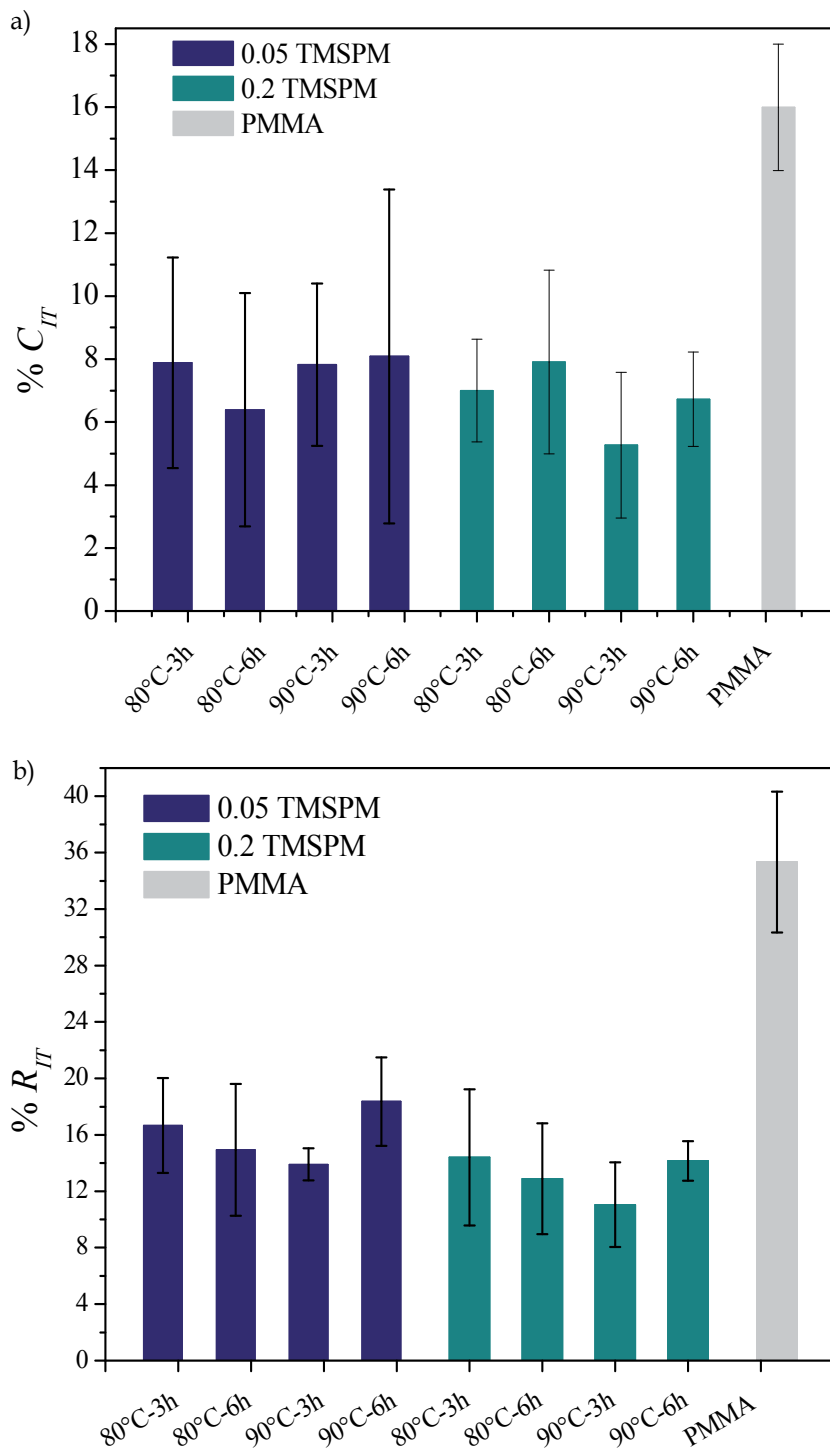 a)
0.05 TMSPM
0.2 TMSPM
PMMA
18
16
14
12
10
8
6
4
2
0
% C_IT
80°C-3h 80°C-6h 90°C-3h 90°C-6h 80°C-3h 80°C-6h 90°C-3h 90°C-6h PMMA
b)
0.05 TMSPM
0.2 TMSPM
PMMA
40
36
32
28
24
20
16
12
8
4
0
% R_IT
80°C-3h 80°C-6h 90°C-3h 90°C-6h 80°C-3h 80°C-6h 90°C-3h 90°C-6h PMMA